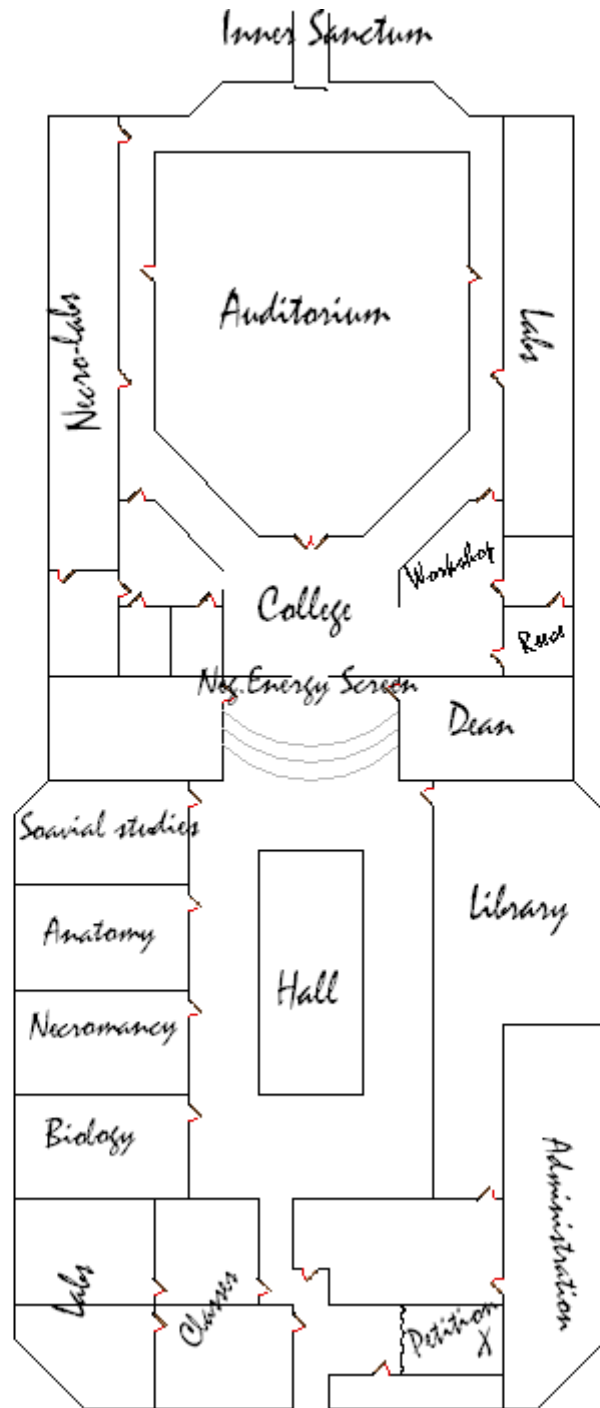 Inner Sanctum
Auditorium
Necro-labs
Labs
Workshop
College
Reese
Neg.Energy Screen
Dean
Soavial studies
Library
Anatomy
Hall
Necromancy
Biology
Administration
Labs
Classes
Petition
X